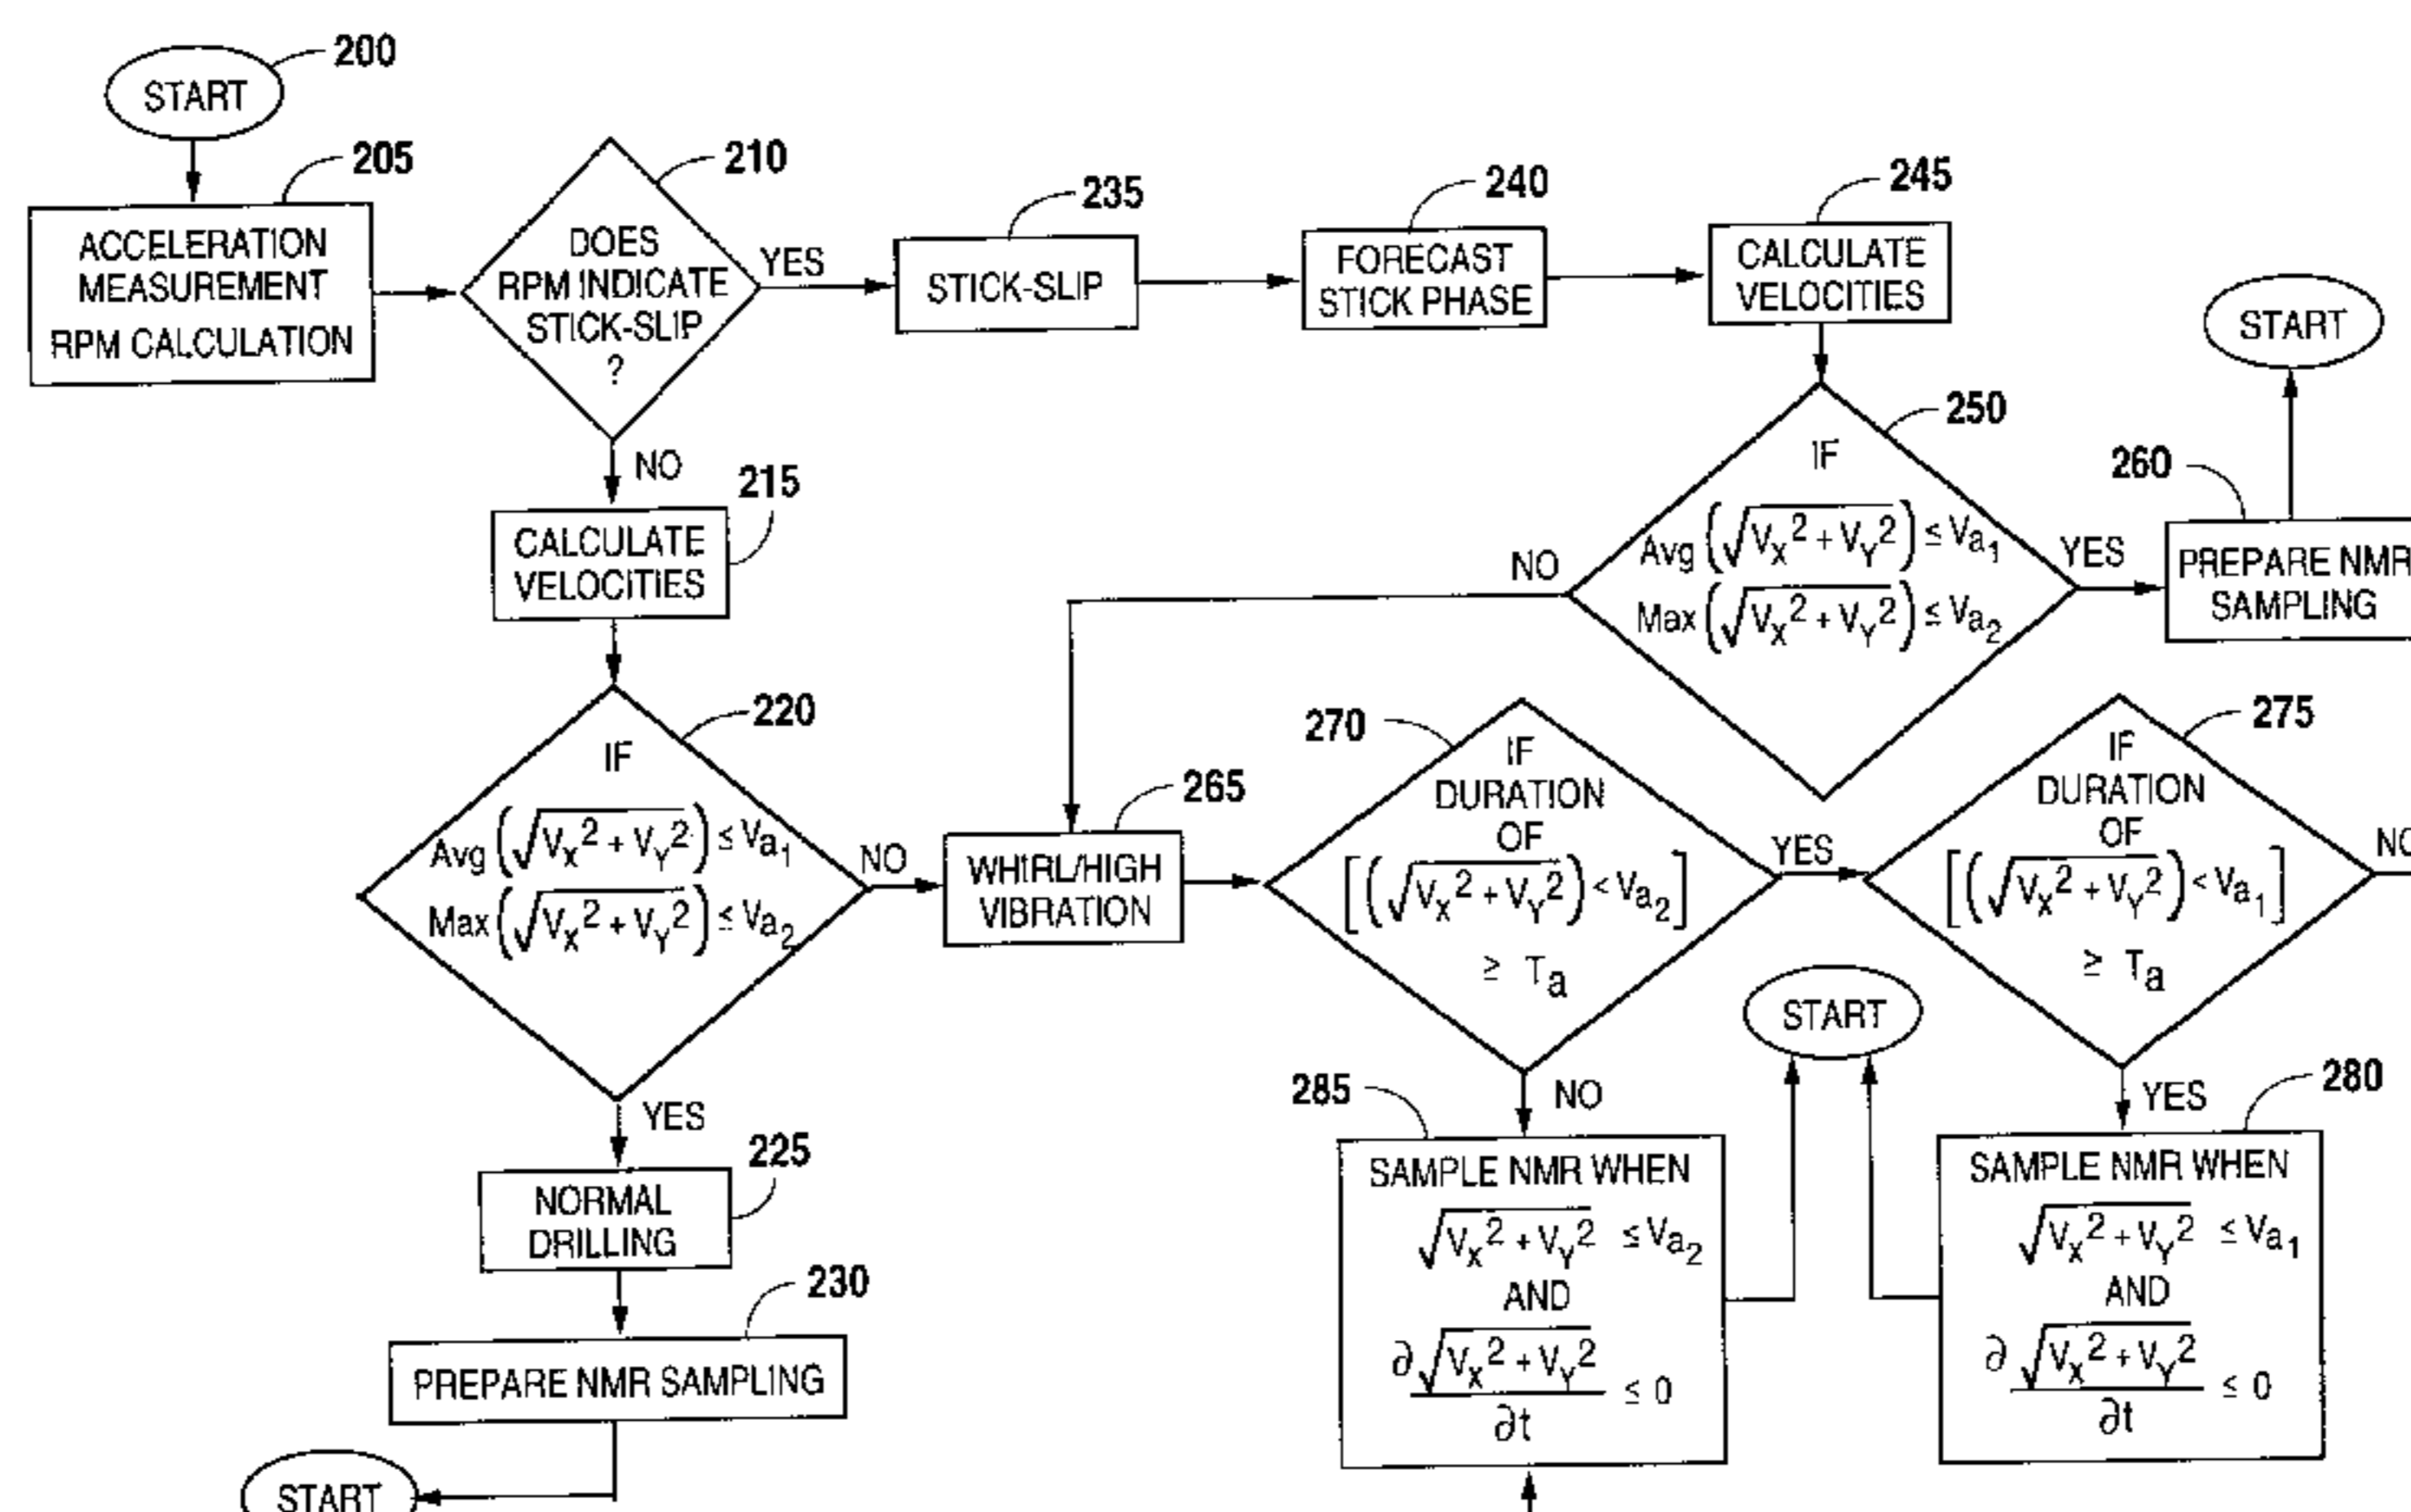 START
200
ACCELERATION
MEASUREMENT
RPM CALCULATION
205
DOES
RPM INDICATE
STICK-SLIP
?
210
YES
NO
STICK-SLIP
235
FORECAST
STICK PHASE
240
CALCULATE
VELOCITIES
245
IF
Avg (√(Vx² + VY²)) ≤ Va1
Max (√(Vx² + VY²)) ≤ Va2
250
NO
YES
PREPARE NMR
SAMPLING
260
START
CALCULATE
VELOCITIES
215
IF
Avg (√(Vx² + VY²)) ≤ Va1
Max (√(Vx² + VY²)) ≤ Va2
220
NO
YES
NORMAL
DRILLING
225
PREPARE NMR SAMPLING
230
START
WHIRL/HIGH
VIBRATION
265
IF
DURATION
OF
[(√(Vx² + VY²)) < Va2]
≥ Ta
270
YES
NO
IF
DURATION
OF
[(√(Vx² + VY²)) < Va1]
≥ Ta
275
NO
YES
START
SAMPLE NMR WHEN
√(Vx² + VY²) ≤ Va2
AND
∂√(Vx² + VY²) / ∂t ≤ 0
285
SAMPLE NMR WHEN
√(Vx² + VY²) ≤ Va1
AND
∂√(Vx² + VY²) / ∂t ≤ 0
280